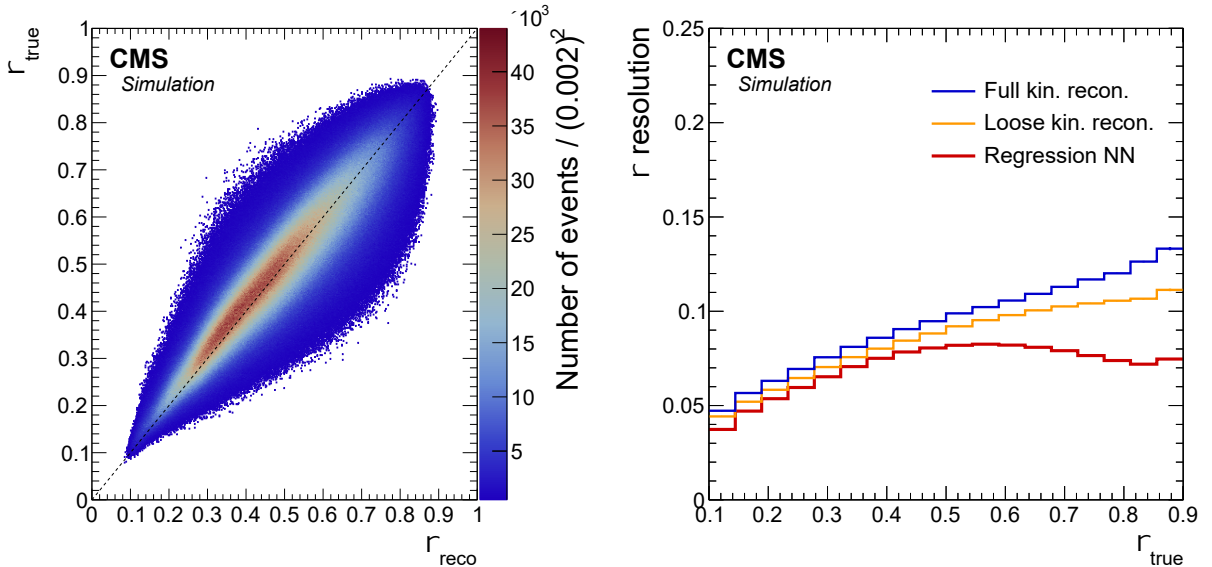 ×10³
CMS
Simulation
r_true
1
0.9
0.8
0.7
0.6
0.5
0.4
0.3
0.2
0.1
0
0 0.1 0.2 0.3 0.4 0.5 0.6 0.7 0.8 0.9 1
r_reco
40
35
30
25
20
15
10
5
Number of events / (0.002)²
CMS
Simulation
Full kin. recon.
Loose kin. recon.
Regression NN
r resolution
0.25
0.2
0.15
0.1
0.05
0
0.1 0.2 0.3 0.4 0.5 0.6 0.7 0.8 0.9
r_true